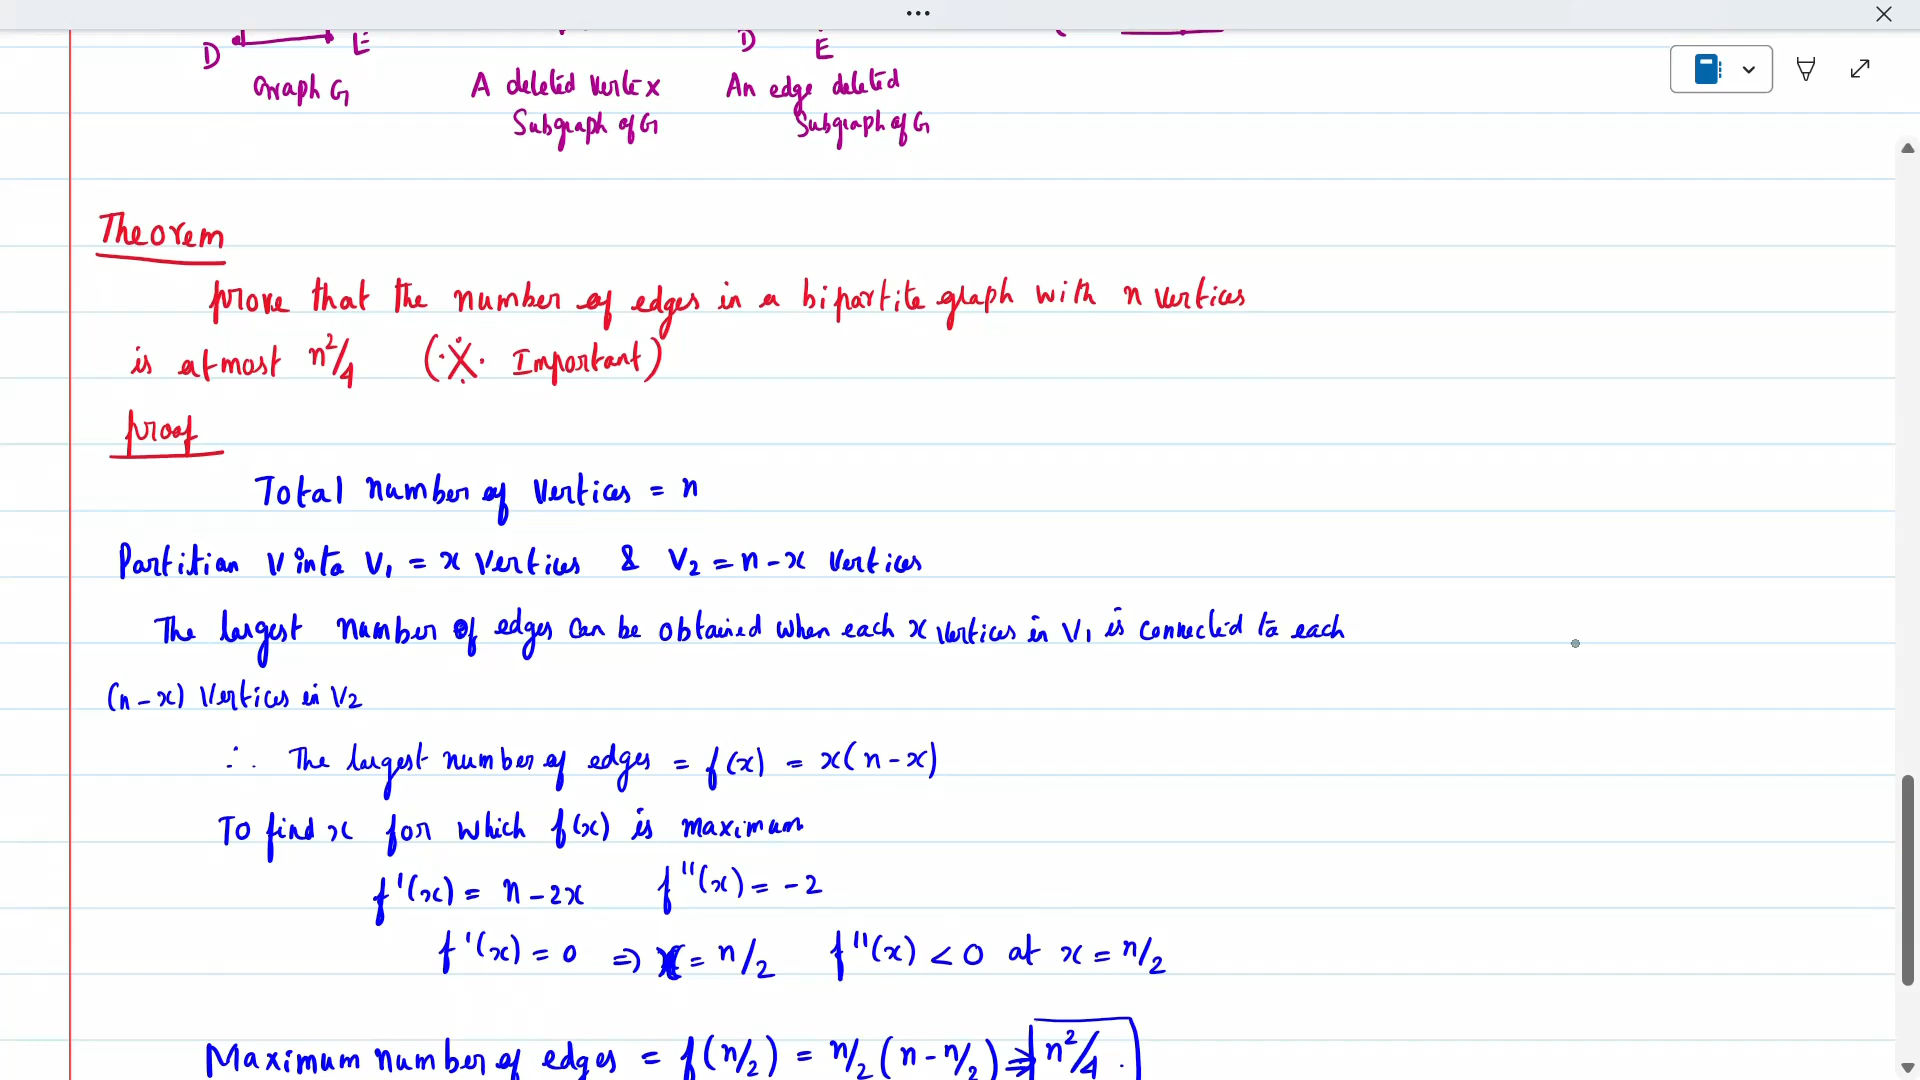 D E D E
Graph G A deleted vertex An edge deleted
Subgraph of G Subgraph of G
Theorem
prove that the number of edges in a bipartite graph with n vertices
is atmost n²/4 (※ Important)
proof
Total number of vertices = n
Partition V into V₁ = x vertices & V₂ = n - x vertices
The largest number of edges can be obtained when each x vertices in V₁ is connected to each
(n - x) vertices in V₂
∴ The largest number of edges = f(x) = x(n - x)
To find x for which f(x) is maximum
f'(x) = n - 2x f''(x) = -2
f'(x) = 0 ⇒ x = n/2 f''(x) < 0 at x = n/2
Maximum number of edges = f(n/2) = n/2 (n - n/2) ⇒ n²/4.